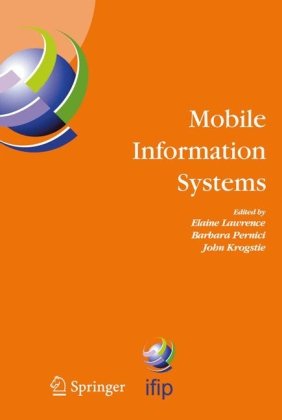 Mobile
Information
Systems
Edited by
Elaine Lawrence
Barbara Pernici
John Krogstie
Springer
ifip